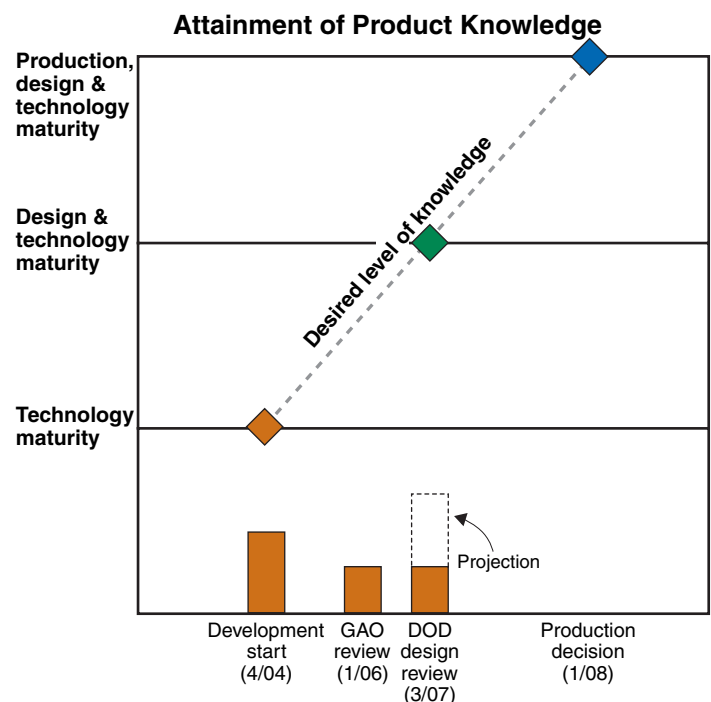 Attainment of Product Knowledge
Production,
design &
technology
maturity
Design &
technology
maturity
Technology
maturity
Desired level of knowledge
Projection
Development
start
(4/04)
GAO
review
(1/06)
DOD
design
review
(3/07)
Production
decision
(1/08)